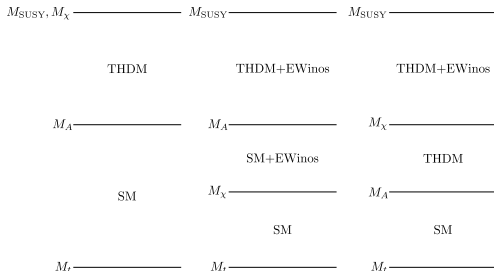 M_SUSY, M_χ
THDM
M_A
SM
M_t
M_SUSY
THDM+EWinos
M_A
SM+EWinos
M_χ
SM
M_t
M_SUSY
THDM+EWinos
M_χ
THDM
M_A
SM
M_t